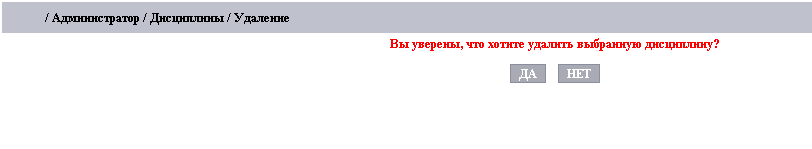 / Администратор / Дисциплины / Удаление
Вы уверены, что хотите удалить выбранную дисциплину?
ДА НЕТ